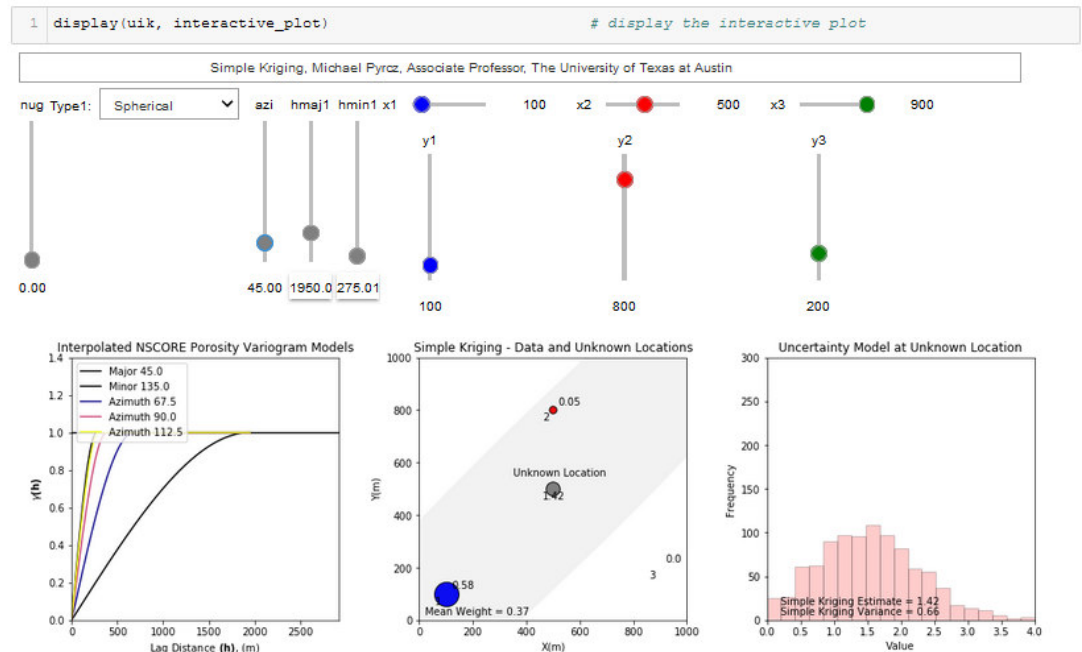 1 display(uik, interactive_plot) # display the interactive plot
Simple Kriging, Michael Pyrcz, Associate Professor, The University of Texas at Austin
nug Type1: Spherical azi hmaj1 hmin1 x1 100 x2 500 x3 900
y1 y2 y3
0.00 45.00 1950.0 275.01 100 800 200
Interpolated NSCORE Porosity Variogram Models
1.4
1.2
1.0
0.8
0.6
0.4
0.2
0.0
γ(h)
Major 45.0
Minor 135.0
Azimuth 67.5
Azimuth 90.0
Azimuth 112.5
0 500 1000 1500 2000 2500
Lag Distance (h), (m)
Simple Kriging - Data and Unknown Locations
1000
800
600
400
200
0
Y(m)
0.05
2
Unknown Location
1.42
0.0
3
0.58
Mean Weight = 0.37
0 200 400 600 800 1000
X(m)
Uncertainty Model at Unknown Location
300
250
200
150
100
50
0
Frequency
Simple Kriging Estimate = 1.42
Simple Kriging Variance = 0.66
0.0 0.5 1.0 1.5 2.0 2.5 3.0 3.5 4.0
Value